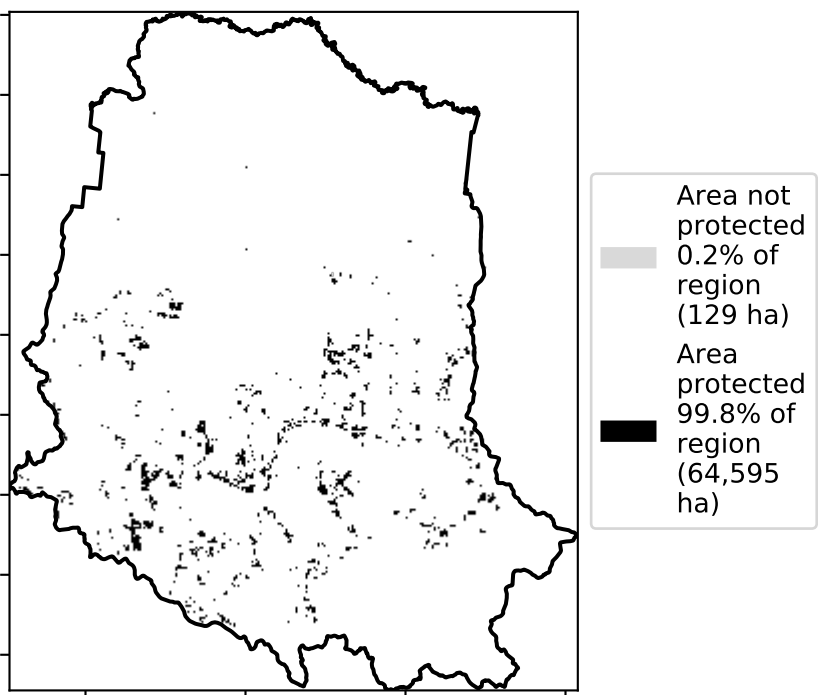 Area not
protected
0.2% of
region
(129 ha)
Area
protected
99.8% of
region
(64,595
ha)